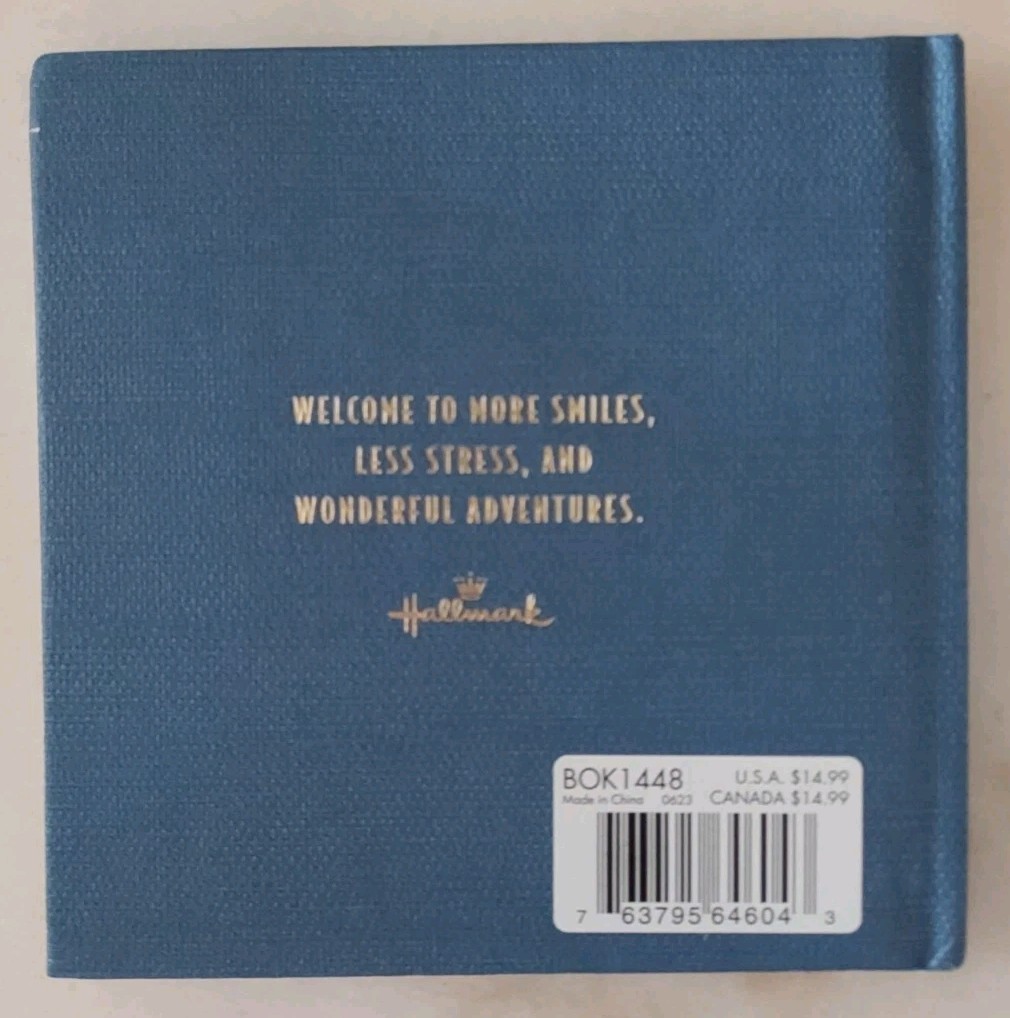 WELCOME TO MORE SMILES,
LESS STRESS, AND
WONDERFUL ADVENTURES.
Hallmark
BOK1448 U.S.A. $14.99
Made in China 0623 CANADA $14.99
7 63795 64604 3